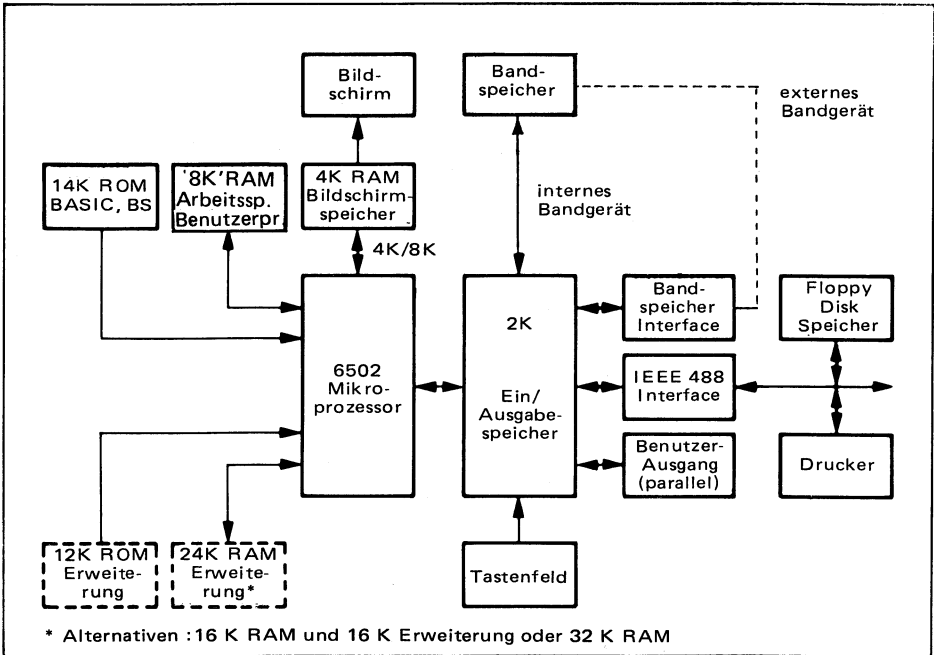 Bild-
schirm
Band-
speicher
externes
Bandgerät
14K ROM
BASIC, BS
'8K' RAM
Arbeitssp.
Benutzerpr.
4K RAM
Bildschirm-
speicher
internes
Bandgerät
4K/8K
6502
Mikro-
prozessor
2K
Ein/
Ausgabe-
speicher
Band-
speicher
Interface
Floppy
Disk
Speicher
IEEE 488
Interface
Benutzer-
Ausgang
(parallel)
Drucker
12K ROM
Erweite-
rung
24K RAM
Erweite-
rung*
Tastenfeld
* Alternativen : 16 K RAM und 16 K Erweiterung oder 32 K RAM